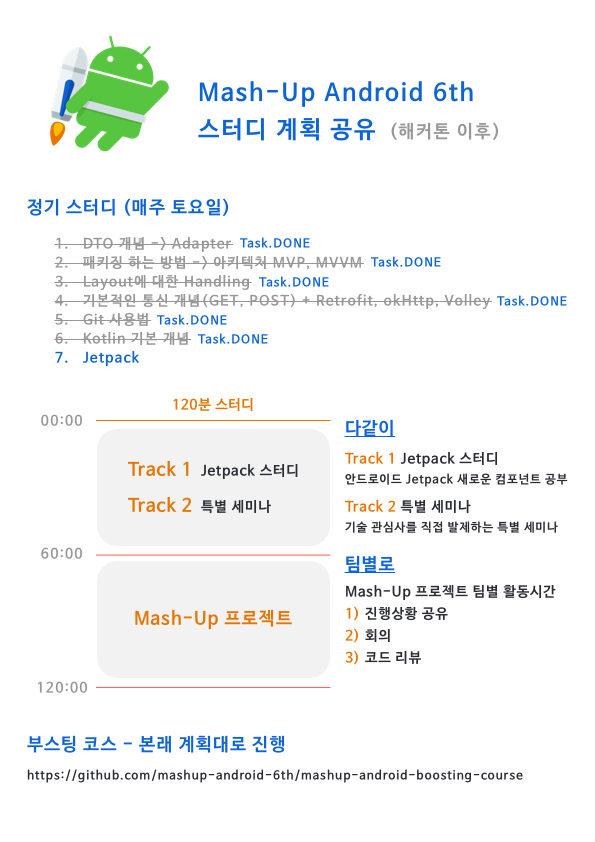 Mash-Up Android 6th
스터디 계획 공유 (해커톤 이후)
정기 스터디 (매주 토요일)
1. DTO 개념 -> Adapter Task.DONE
2. 패키징 하는 방법 -> 아키텍처 MVP, MVVM Task.DONE
3. Layout에 대한 Handling Task.DONE
4. 기본적인 통신 개념(GET, POST) + Retrofit, okHttp, Volley Task.DONE
5. Git 사용법 Task.DONE
6. Kotlin 기본 개념 Task.DONE
7. Jetpack
120분 스터디
00:00
Track 1 Jetpack 스터디
Track 2 특별 세미나
60:00
Mash-Up 프로젝트
120:00
다같이
Track 1 Jetpack 스터디
안드로이드 Jetpack 새로운 컴포넌트 공부
Track 2 특별 세미나
기술 관심사를 직접 발제하는 특별 세미나
팀별로
Mash-Up 프로젝트 팀별 활동시간
1) 진행상황 공유
2) 회의
3) 코드 리뷰
부스팅 코스 - 본래 계획대로 진행
https://github.com/mashup-android-6th/mashup-android-boosting-course